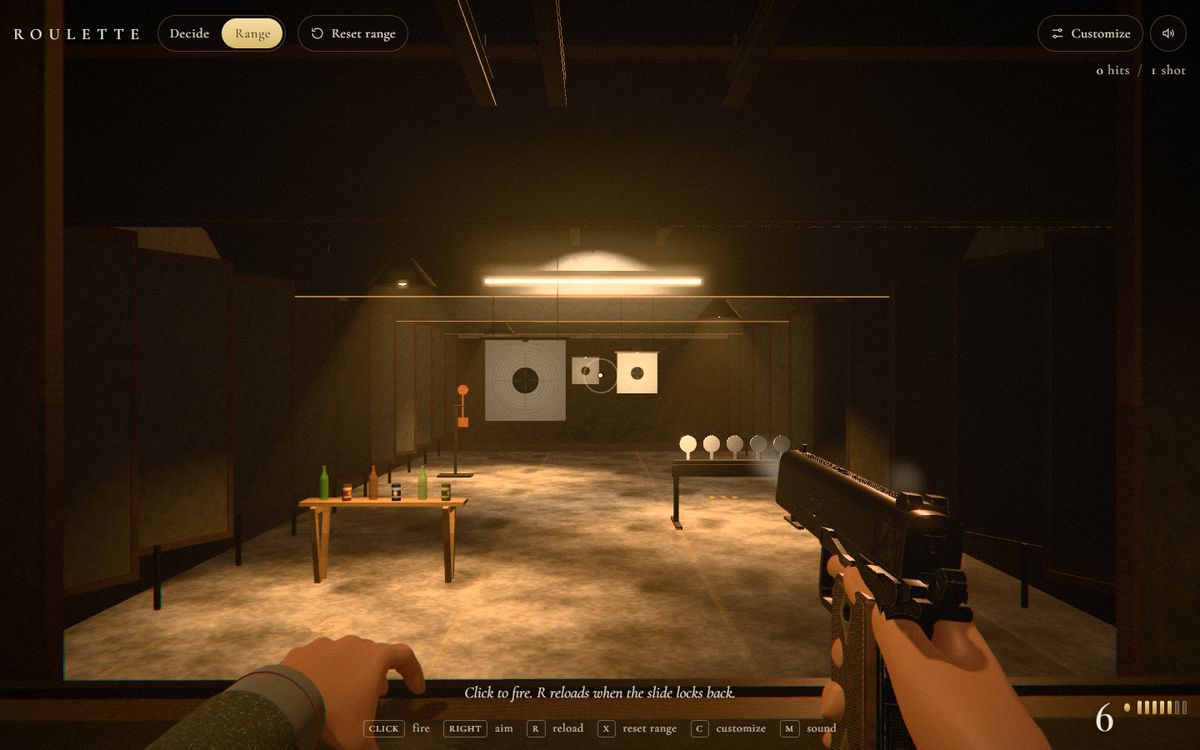 ROULETTE
Decide
Range
Reset range
Customize
0 hits / 1 shot
Click to fire. R reloads when the slide locks back.
CLICK fire RIGHT aim R reload X reset range C customize M sound
6